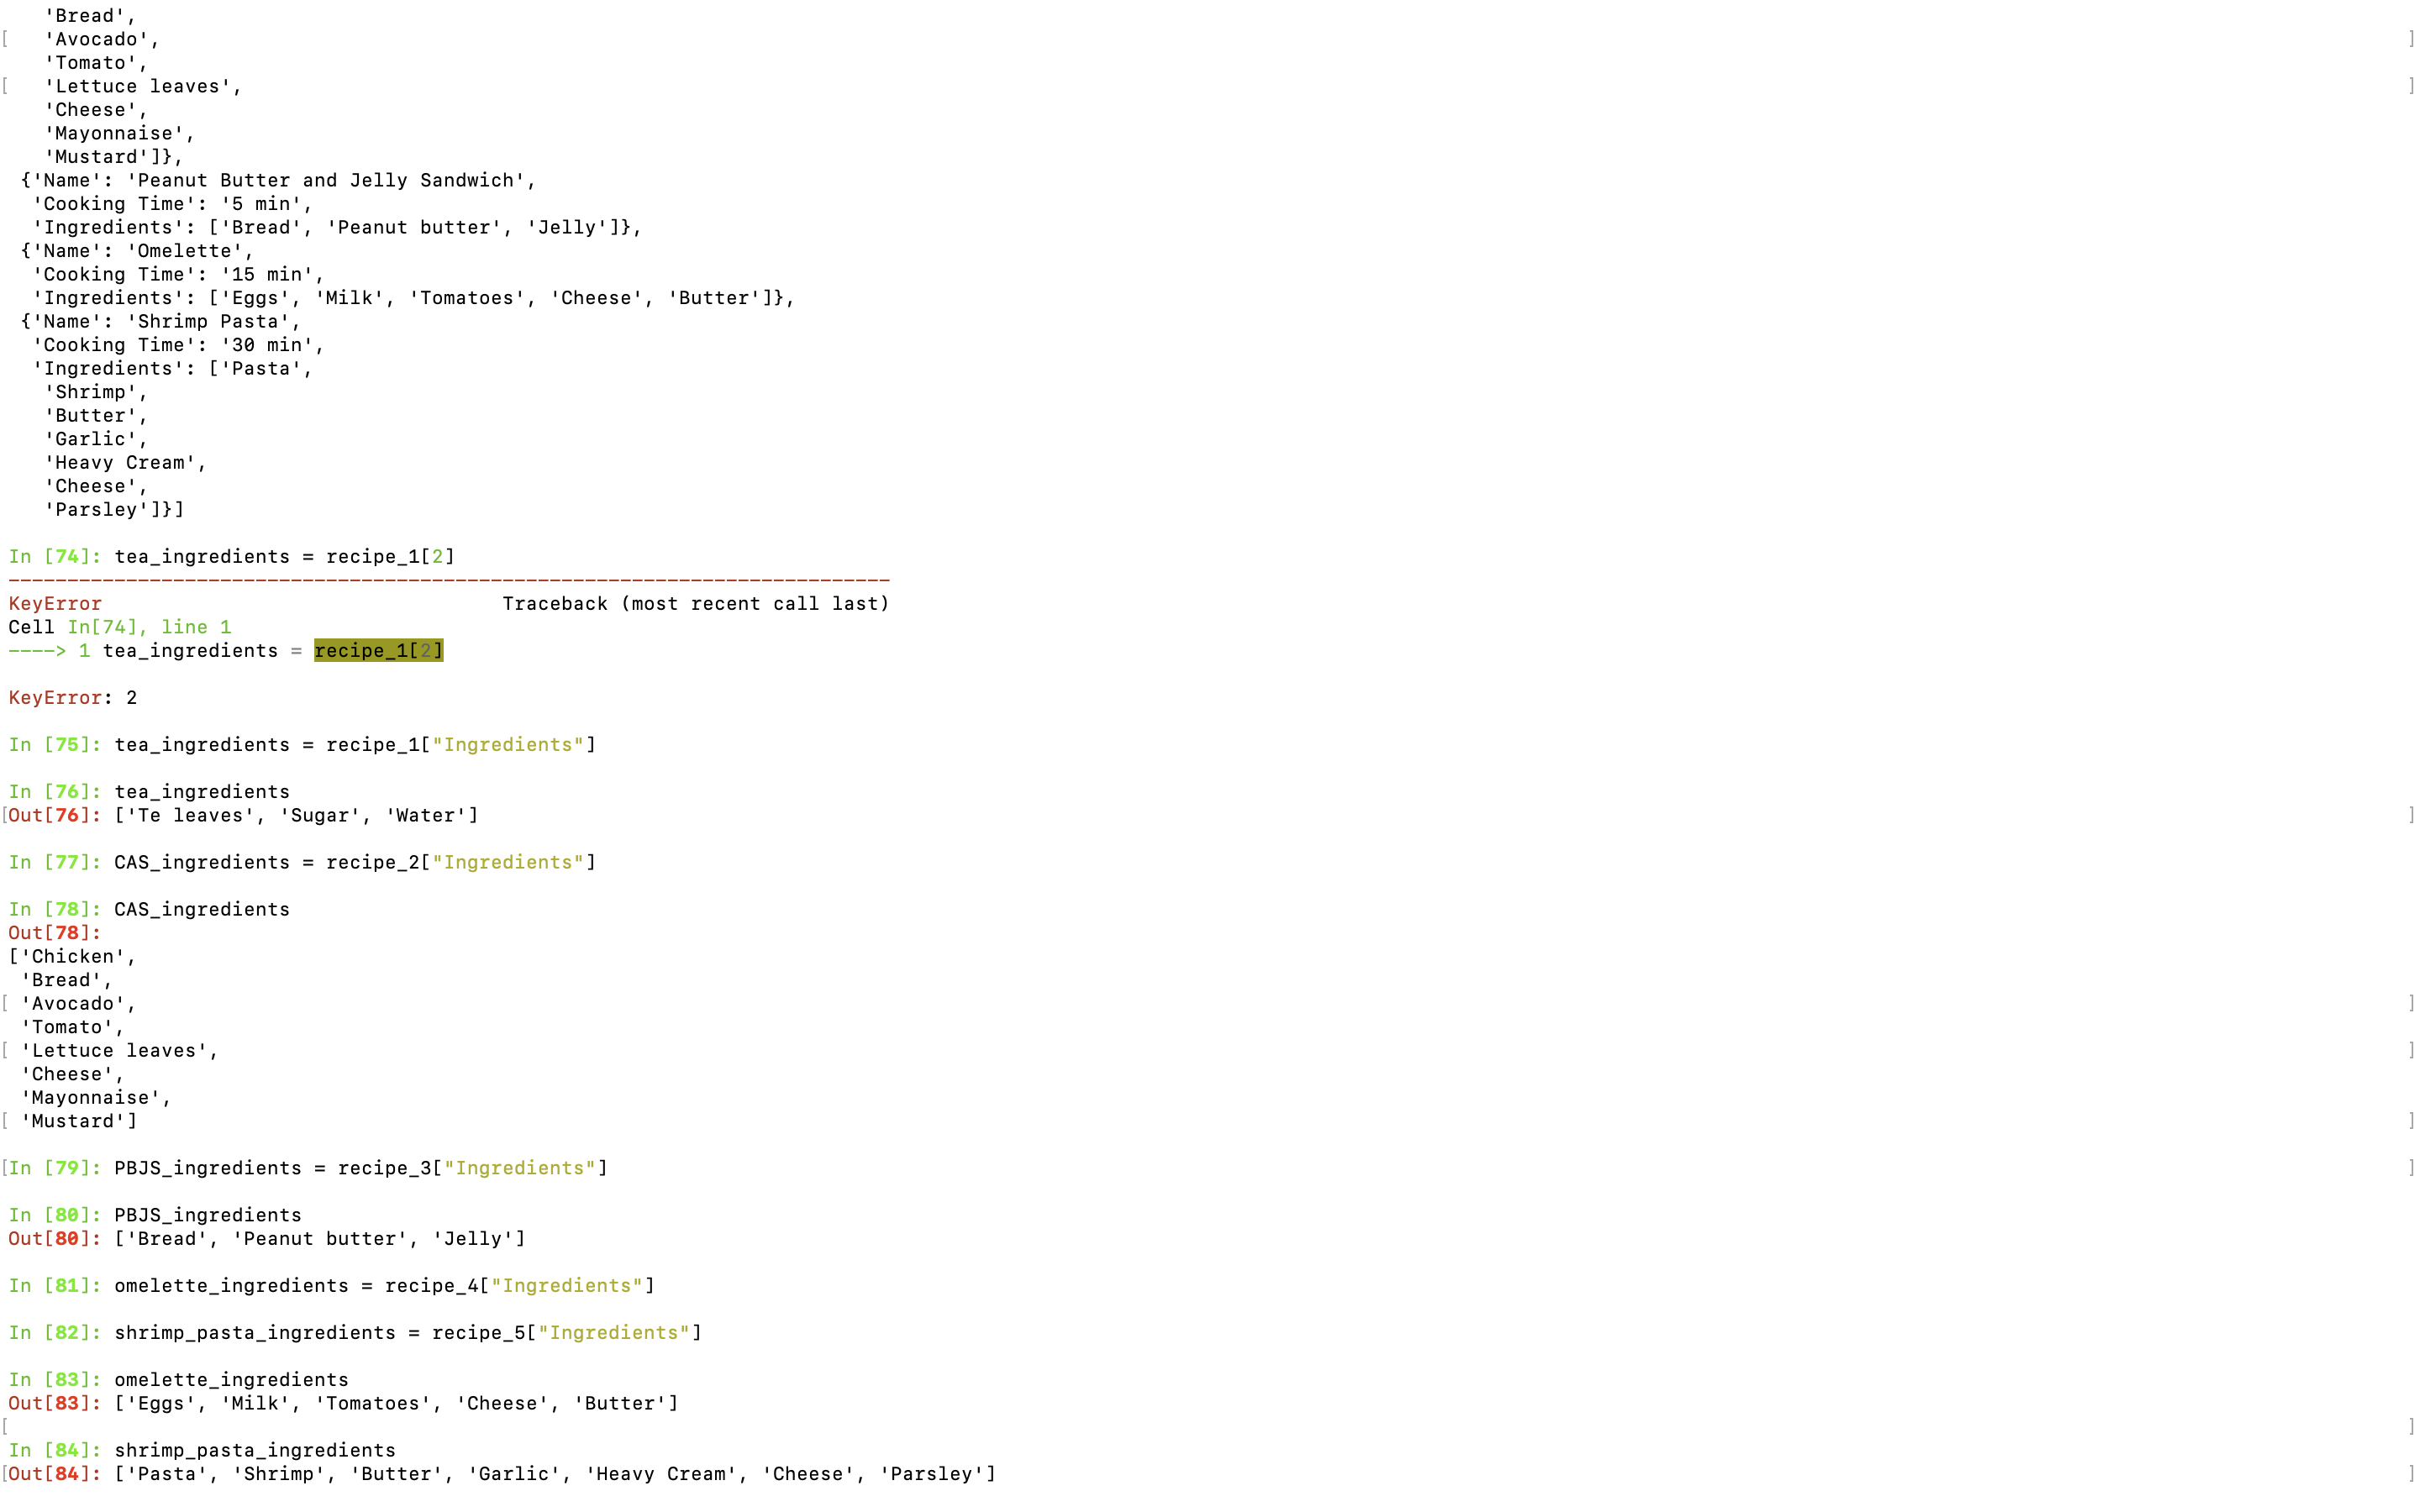 'Bread',
[   'Avocado',                                                                 ]
    'Tomato',
[   'Lettuce leaves',                                                          ]
    'Cheese',
    'Mayonnaise',
    'Mustard']},
 {'Name': 'Peanut Butter and Jelly Sandwich',
  'Cooking Time': '5 min',
  'Ingredients': ['Bread', 'Peanut butter', 'Jelly']},
 {'Name': 'Omelette',
  'Cooking Time': '15 min',
  'Ingredients': ['Eggs', 'Milk', 'Tomatoes', 'Cheese', 'Butter']},
 {'Name': 'Shrimp Pasta',
  'Cooking Time': '30 min',
  'Ingredients': ['Pasta',
   'Shrimp',
   'Butter',
   'Garlic',
   'Heavy Cream',
   'Cheese',
   'Parsley']}]
In [74]: tea_ingredients = recipe_1[2]
---------------------------------------------------------------------------
KeyError                                  Traceback (most recent call last)
Cell In[74], line 1
----> 1 tea_ingredients = recipe_1[2]
KeyError: 2
In [75]: tea_ingredients = recipe_1["Ingredients"]
In [76]: tea_ingredients
[Out[76]: ['Te leaves', 'Sugar', 'Water']                                      ]
In [77]: CAS_ingredients = recipe_2["Ingredients"]
In [78]: CAS_ingredients
Out[78]:
['Chicken',
 'Bread',
[ 'Avocado',                                                                   ]
 'Tomato',
[ 'Lettuce leaves',                                                            ]
 'Cheese',
 'Mayonnaise',
[ 'Mustard']                                                                   ]
[In [79]: PBJS_ingredients = recipe_3["Ingredients"]                           ]
In [80]: PBJS_ingredients
Out[80]: ['Bread', 'Peanut butter', 'Jelly']
In [81]: omelette_ingredients = recipe_4["Ingredients"]
In [82]: shrimp_pasta_ingredients = recipe_5["Ingredients"]
In [83]: omelette_ingredients
Out[83]: ['Eggs', 'Milk', 'Tomatoes', 'Cheese', 'Butter']
[                                                                              ]
In [84]: shrimp_pasta_ingredients
[Out[84]: ['Pasta', 'Shrimp', 'Butter', 'Garlic', 'Heavy Cream', 'Cheese', 'Parsley']   ]